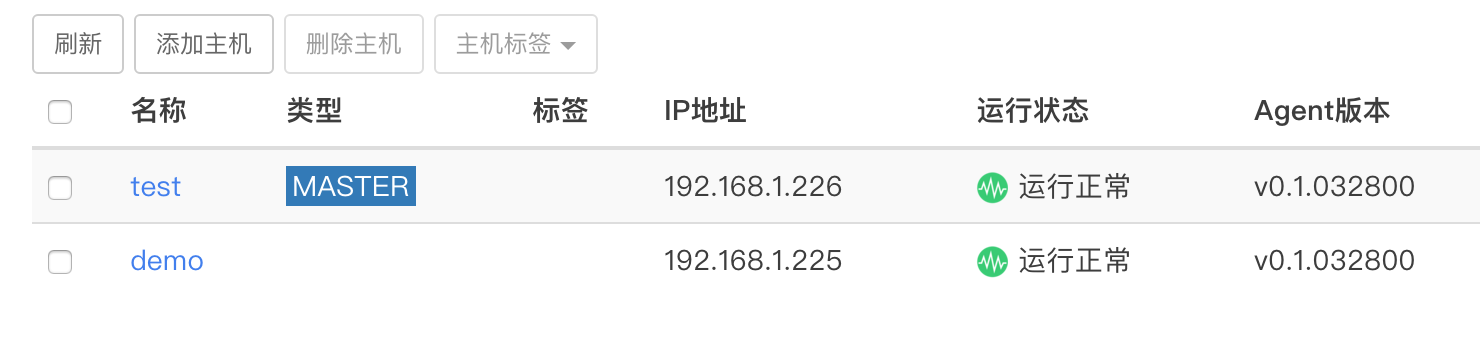 刷新 添加主机 删除主机 主机标签
名称 类型 标签 IP地址 运行状态 Agent版本
test MASTER 192.168.1.226 运行正常 v0.1.032800
demo 192.168.1.225 运行正常 v0.1.032800